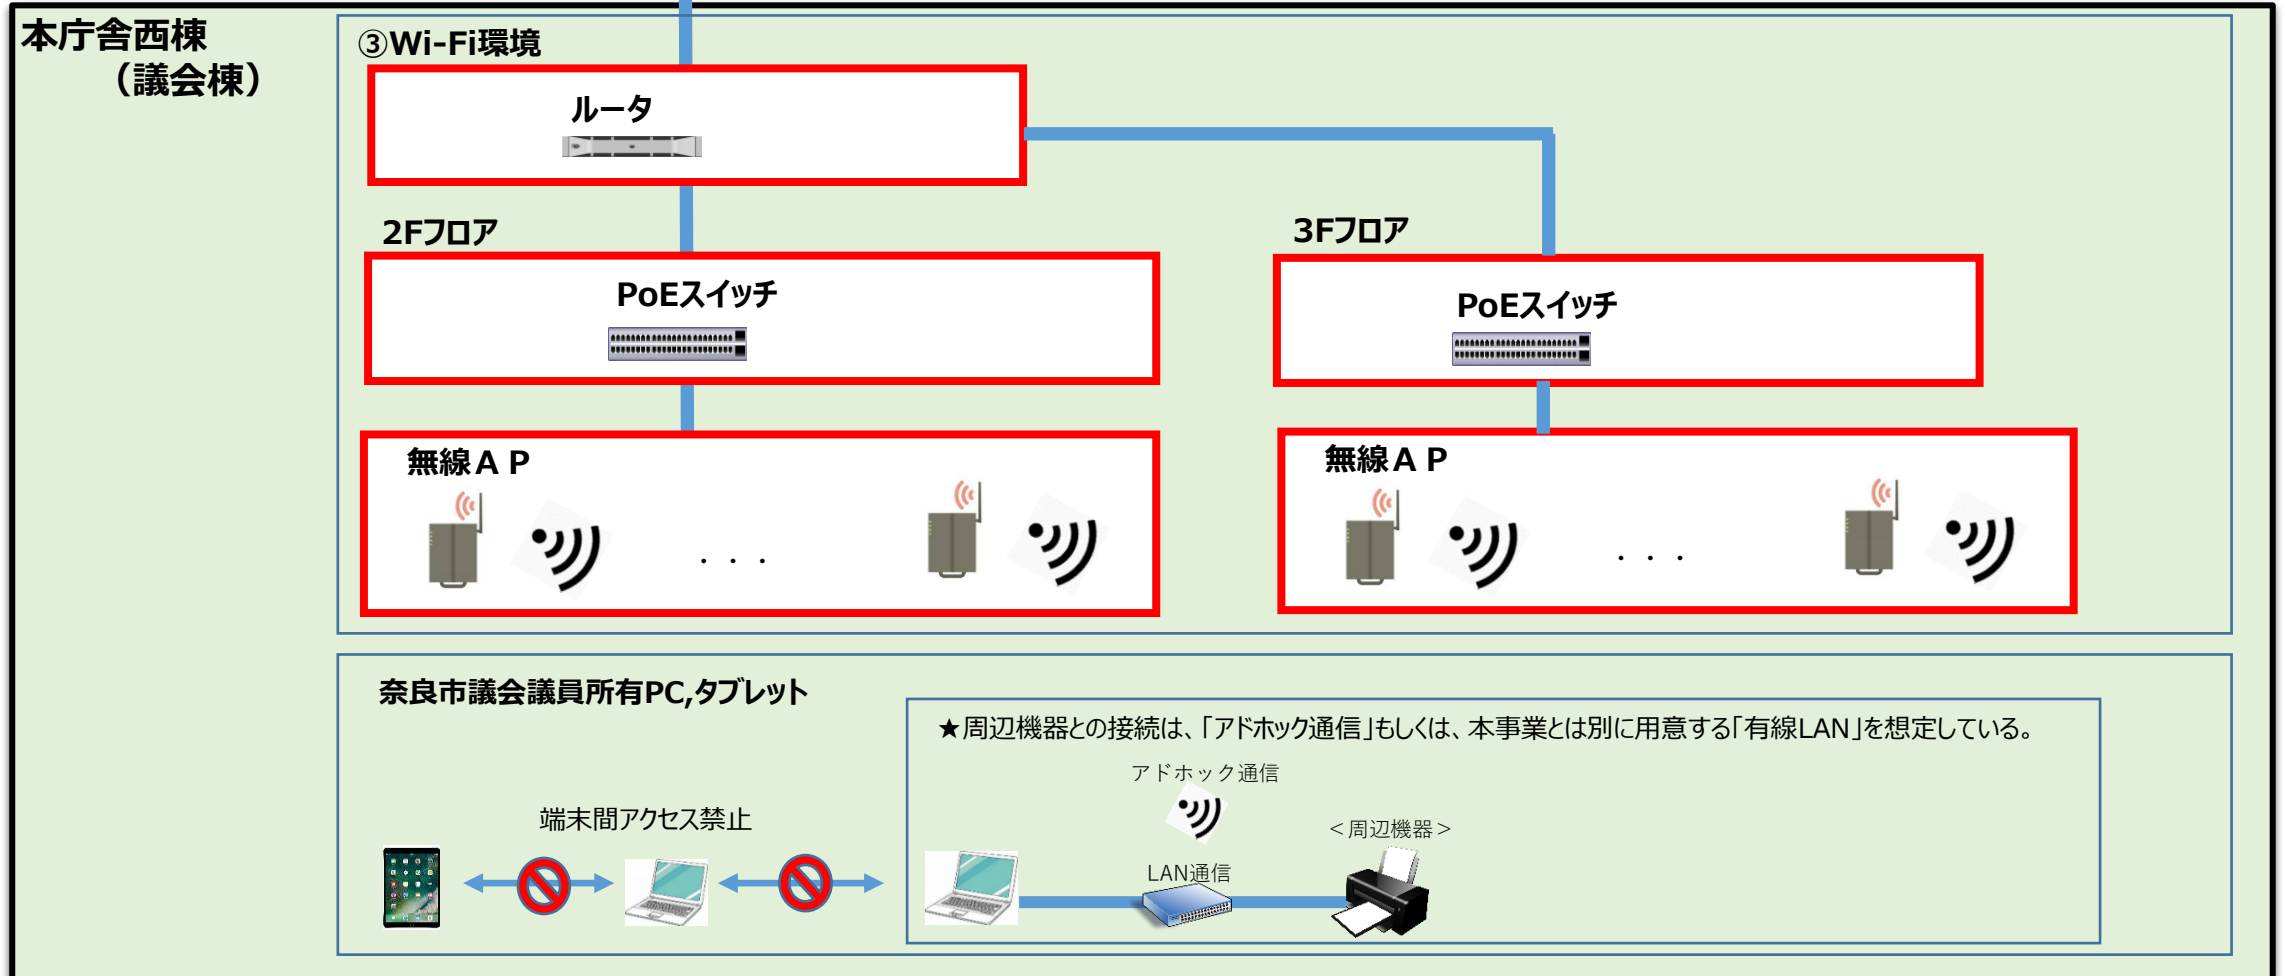 本庁舎西棟
（議会棟）
③Wi-Fi環境
ルータ
2Fフロア
3Fフロア
PoEスイッチ
PoEスイッチ
無線ＡＰ
・・・
無線ＡＰ
・・・
奈良市議会議員所有PC,タブレット
★周辺機器との接続は、「アドホック通信」もしくは、本事業とは別に用意する「有線LAN」を想定している。
アドホック通信
端末間アクセス禁止
＜周辺機器＞
LAN通信